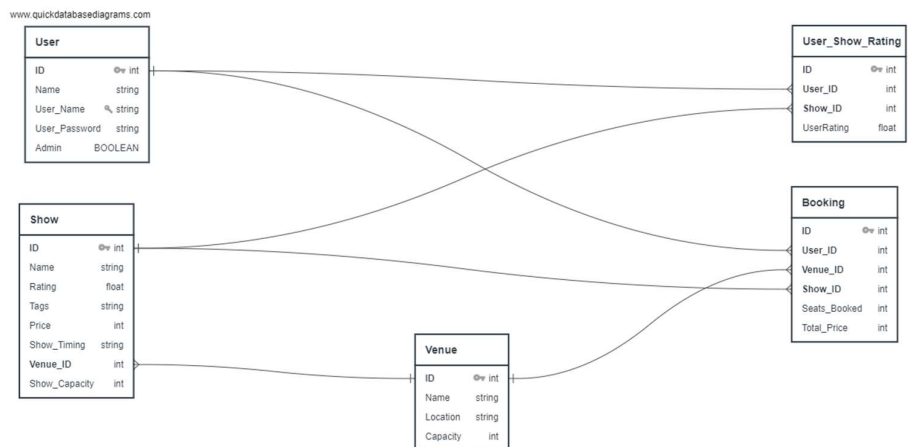 www.quickdatabasediagrams.com
User
ID int
Name string
User_Name string
User_Password string
Admin BOOLEAN
User_Show_Rating
ID int
User_ID int
Show_ID int
UserRating float
Show
ID int
Name string
Rating float
Tags string
Price int
Show_Timing string
Venue_ID int
Show_Capacity int
Booking
ID int
User_ID int
Venue_ID int
Show_ID int
Seats_Booked int
Total_Price int
Venue
ID int
Name string
Location string
Capacity int